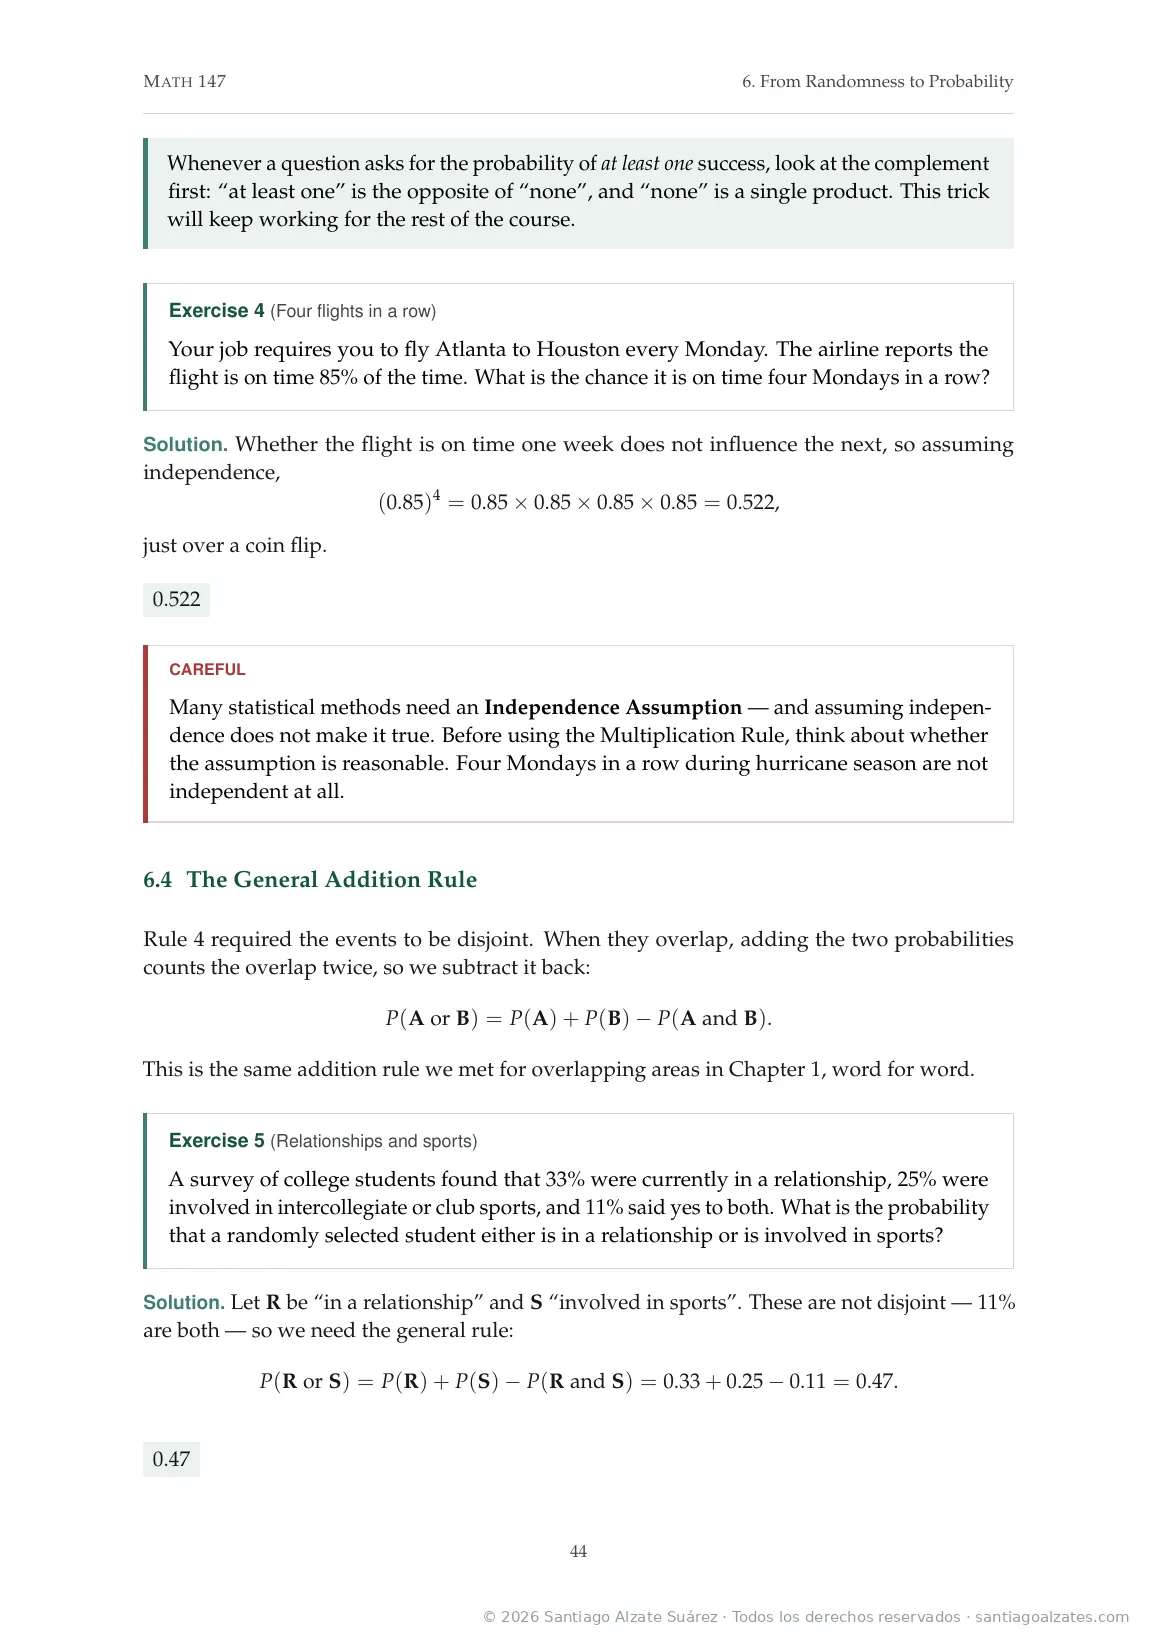 MATH 147
6. From Randomness to Probability
Whenever a question asks for the probability of at least one success, look at the complement
first: “at least one” is the opposite of “none”, and “none” is a single product. This trick
will keep working for the rest of the course.
Exercise 4 (Four flights in a row)
Your job requires you to fly Atlanta to Houston every Monday. The airline reports the
flight is on time 85% of the time. What is the chance it is on time four Mondays in a row?
Solution. Whether the flight is on time one week does not influence the next, so assuming
independence,
(0.85)⁴ = 0.85 × 0.85 × 0.85 × 0.85 = 0.522,
just over a coin flip.
0.522
CAREFUL
Many statistical methods need an Independence Assumption — and assuming indepen-
dence does not make it true. Before using the Multiplication Rule, think about whether
the assumption is reasonable. Four Mondays in a row during hurricane season are not
independent at all.
6.4 The General Addition Rule
Rule 4 required the events to be disjoint. When they overlap, adding the two probabilities
counts the overlap twice, so we subtract it back:
P(A or B) = P(A) + P(B) − P(A and B).
This is the same addition rule we met for overlapping areas in Chapter 1, word for word.
Exercise 5 (Relationships and sports)
A survey of college students found that 33% were currently in a relationship, 25% were
involved in intercollegiate or club sports, and 11% said yes to both. What is the probability
that a randomly selected student either is in a relationship or is involved in sports?
Solution. Let R be “in a relationship” and S “involved in sports”. These are not disjoint — 11%
are both — so we need the general rule:
P(R or S) = P(R) + P(S) − P(R and S) = 0.33 + 0.25 − 0.11 = 0.47.
0.47
44
© 2026 Santiago Alzate Suárez · Todos los derechos reservados · santiagoalzates.com